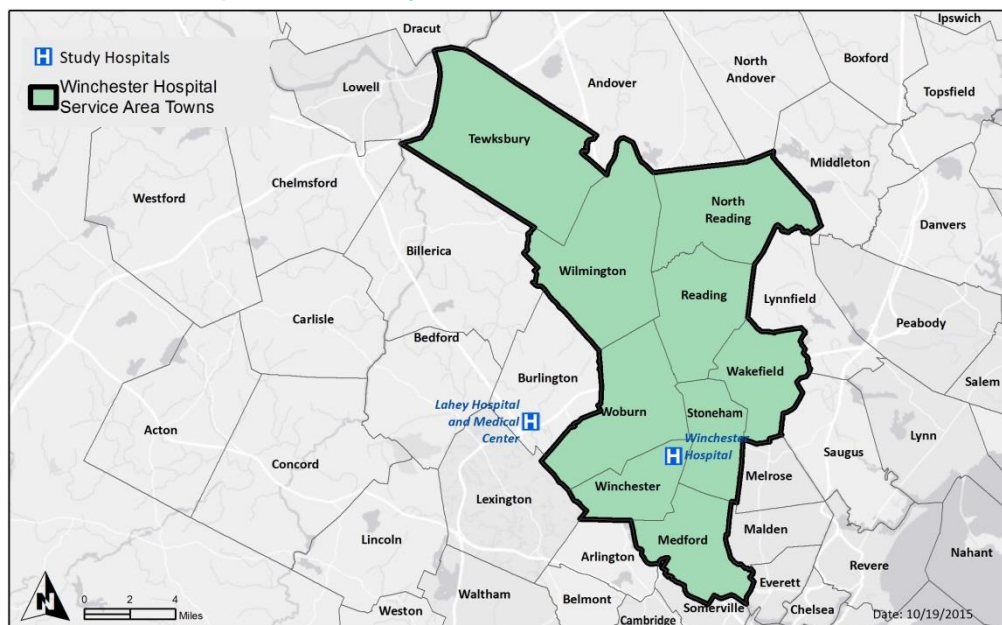 Study Hospitals
Winchester Hospital
Service Area Towns
Dracut
Ipswich
Lowell
Andover
North
Andover
Boxford
Topsfield
Tewksbury
Middleton
Chelmsford
Westford
North
Reading
Danvers
Billerica
Wilmington
Reading
Lynnfield
Carlisle
Peabody
Bedford
Burlington
Wakefield
Salem
Lahey Hospital
and Medical
Center
H
Woburn
Stoneham
Acton
Winchester
Hospital
H
Lynn
Saugus
Concord
Melrose
Winchester
Lexington
Malden
Lincoln
Medford
Arlington
Nahant
Revere
Everett
Waltham
Belmont
Chelsea
Weston
Somerville
Cambridge
N
0 2 4
Miles
Date: 10/19/2015